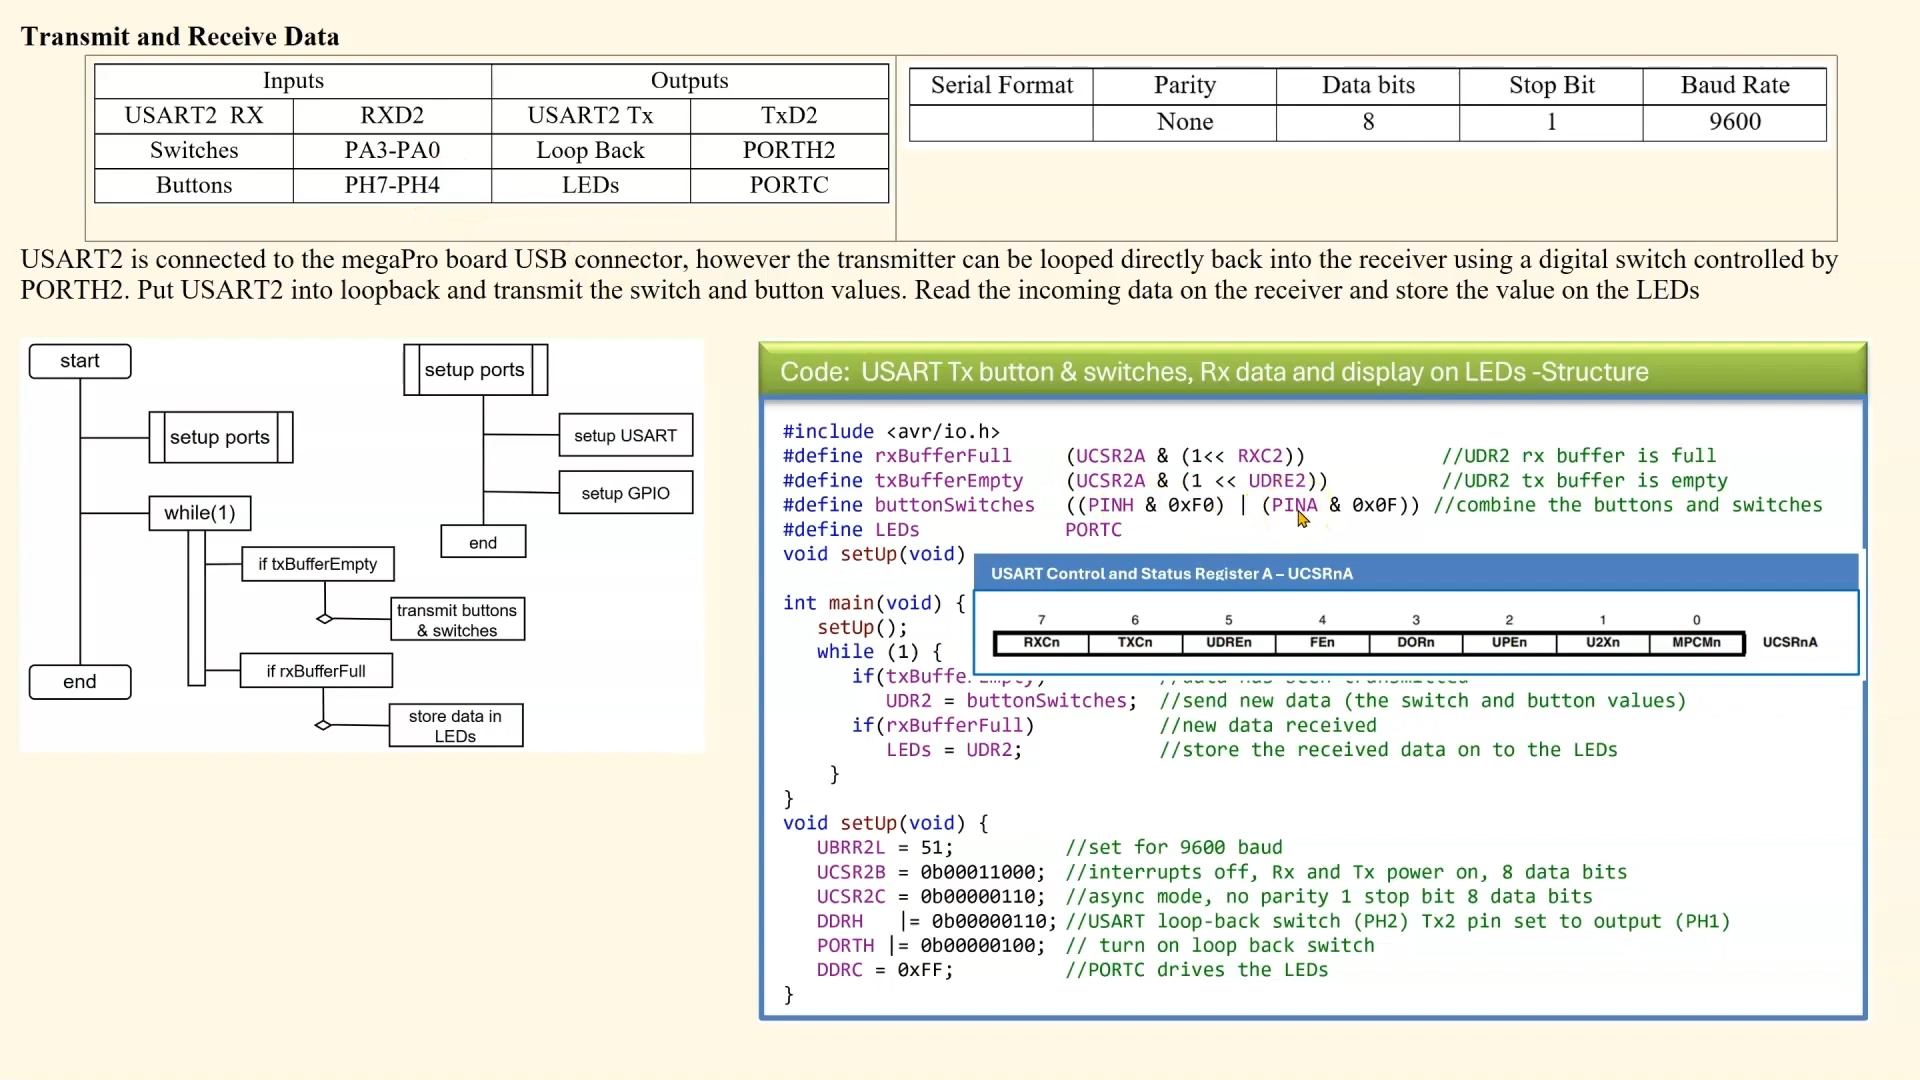 Transmit and Receive Data
Inputs Outputs
USART2 RX RXD2 USART2 Tx TxD2
Switches PA3-PA0 Loop Back PORTH2
Buttons PH7-PH4 LEDs PORTC
Serial Format Parity Data bits Stop Bit Baud Rate
None 8 1 9600
USART2 is connected to the megaPro board USB connector, however the transmitter can be looped directly back into the receiver using a digital switch controlled by
PORTH2. Put USART2 into loopback and transmit the switch and button values. Read the incoming data on the receiver and store the value on the LEDs
start
setup ports
while(1)
if txBufferEmpty
transmit buttons
& switches
if rxBufferFull
store data in
LEDs
end
setup ports
setup USART
setup GPIO
end
Code: USART Tx button & switches, Rx data and display on LEDs -Structure
#include <avr/io.h>
#define rxBufferFull (UCSR2A & (1<< RXC2)) //UDR2 rx buffer is full
#define txBufferEmpty (UCSR2A & (1 << UDRE2)) //UDR2 tx buffer is empty
#define buttonSwitches ((PINH & 0xF0) | (PINA & 0x0F)) //combine the buttons and switches
#define LEDs PORTC
void setUp(void)
USART Control and Status Register A – UCSRnA
7 6 5 4 3 2 1 0
RXCn TXCn UDREn FEn DORn UPEn U2Xn MPCMn UCSRnA
int main(void) {
setUp();
while (1) {
UDR2 = buttonSwitches; //send new data (the switch and button values)
if(rxBufferFull) //new data received
LEDs = UDR2; //store the received data on to the LEDs
}
}
void setUp(void) {
UBRR2L = 51; //set for 9600 baud
UCSR2B = 0b00011000; //interrupts off, Rx and Tx power on, 8 data bits
UCSR2C = 0b00000110; //async mode, no parity 1 stop bit 8 data bits
DDRH |= 0b00000110; //USART loop-back switch (PH2) Tx2 pin set to output (PH1)
PORTH |= 0b00000100; // turn on loop back switch
DDRC = 0xFF; //PORTC drives the LEDs
}